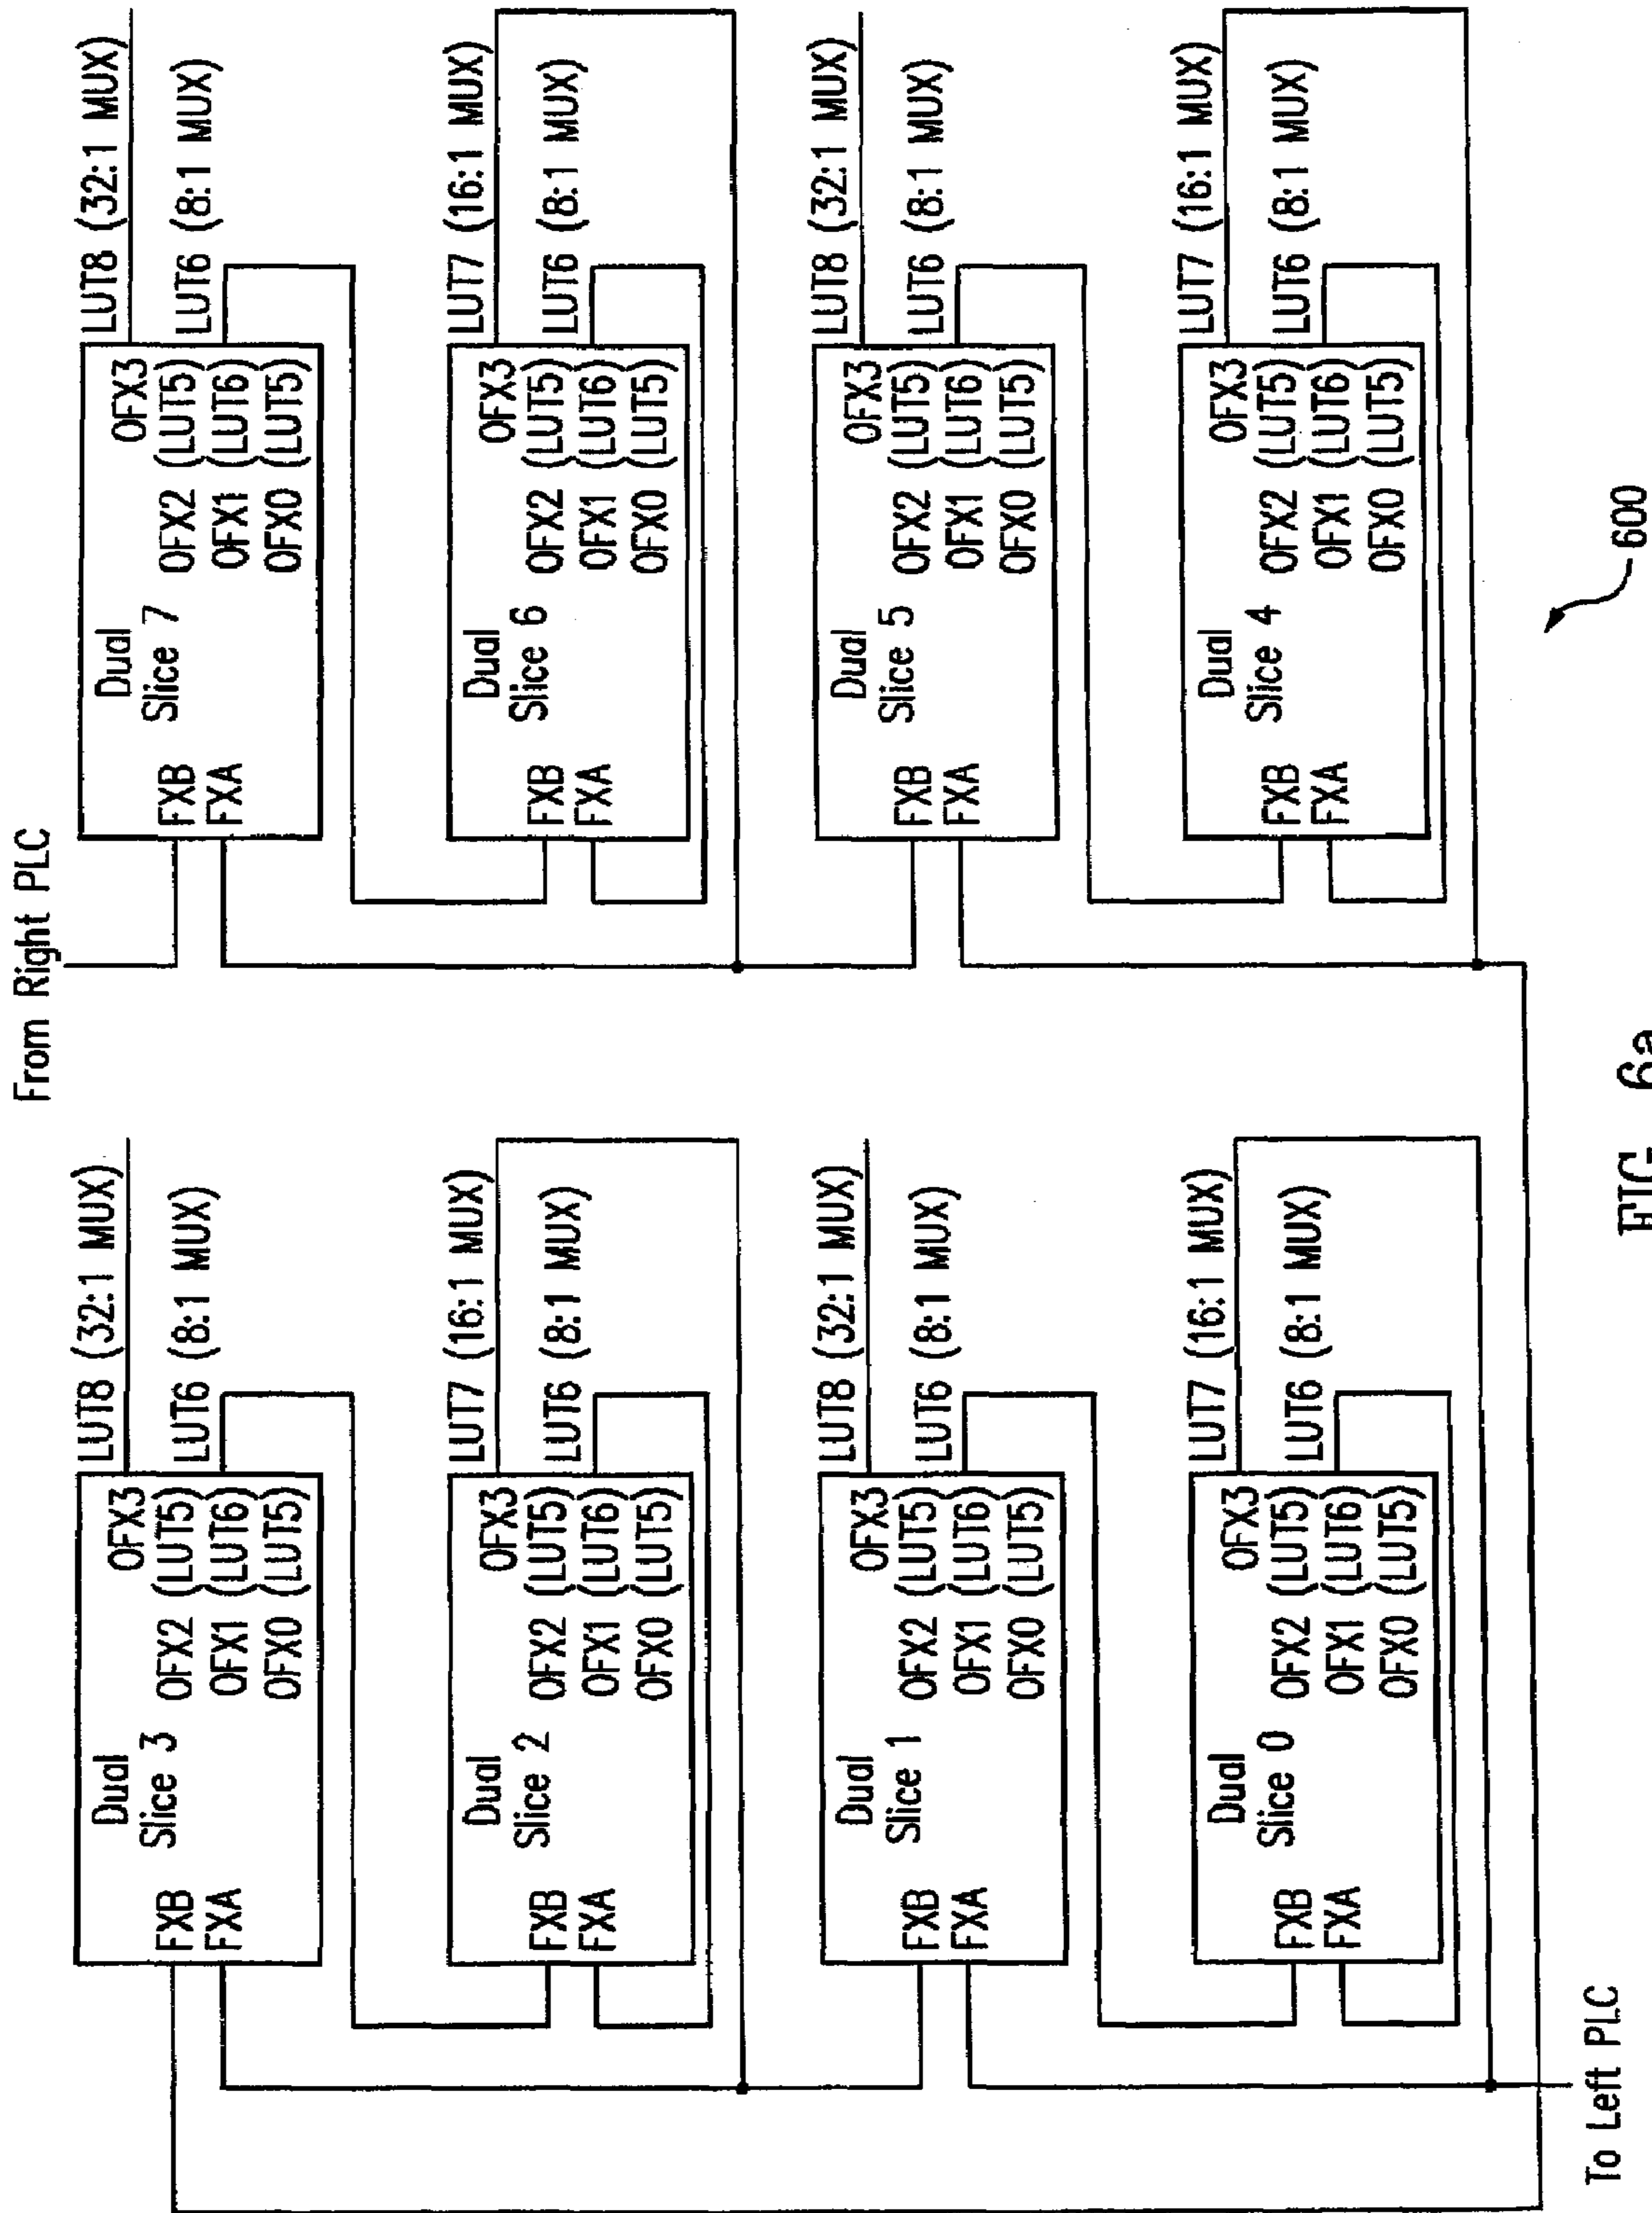 From Right PLC
LUT8 (32:1 MUX)
Dual
Slice 3
OFX3
FXB
FXA
OFX2 (LUT5)
OFX1 (LUT6)
OFX0 (LUT5)
LUT6 (8:1 MUX)
LUT7 (16:1 MUX)
Dual
Slice 2
OFX3
FXB
FXA
OFX2 (LUT5)
OFX1 (LUT6)
OFX0 (LUT5)
LUT6 (8:1 MUX)
LUT8 (32:1 MUX)
Dual
Slice 1
OFX3
FXB
FXA
OFX2 (LUT5)
OFX1 (LUT6)
OFX0 (LUT5)
LUT6 (8:1 MUX)
LUT7 (16:1 MUX)
Dual
Slice 0
OFX3
FXB
FXA
OFX2 (LUT5)
OFX1 (LUT6)
OFX0 (LUT5)
LUT6 (8:1 MUX)
To Left PLC
LUT8 (32:1 MUX)
Dual
Slice 7
OFX3
FXB
FXA
OFX2 (LUT5)
OFX1 (LUT6)
OFX0 (LUT5)
LUT6 (8:1 MUX)
LUT7 (16:1 MUX)
Dual
Slice 6
OFX3
FXB
FXA
OFX2 (LUT5)
OFX1 (LUT6)
OFX0 (LUT5)
LUT6 (8:1 MUX)
LUT8 (32:1 MUX)
Dual
Slice 5
OFX3
FXB
FXA
OFX2 (LUT5)
OFX1 (LUT6)
OFX0 (LUT5)
LUT6 (8:1 MUX)
LUT7 (16:1 MUX)
Dual
Slice 4
OFX3
FXB
FXA
OFX2 (LUT5)
OFX1 (LUT6)
OFX0 (LUT5)
LUT6 (8:1 MUX)
600
FIG. 6a